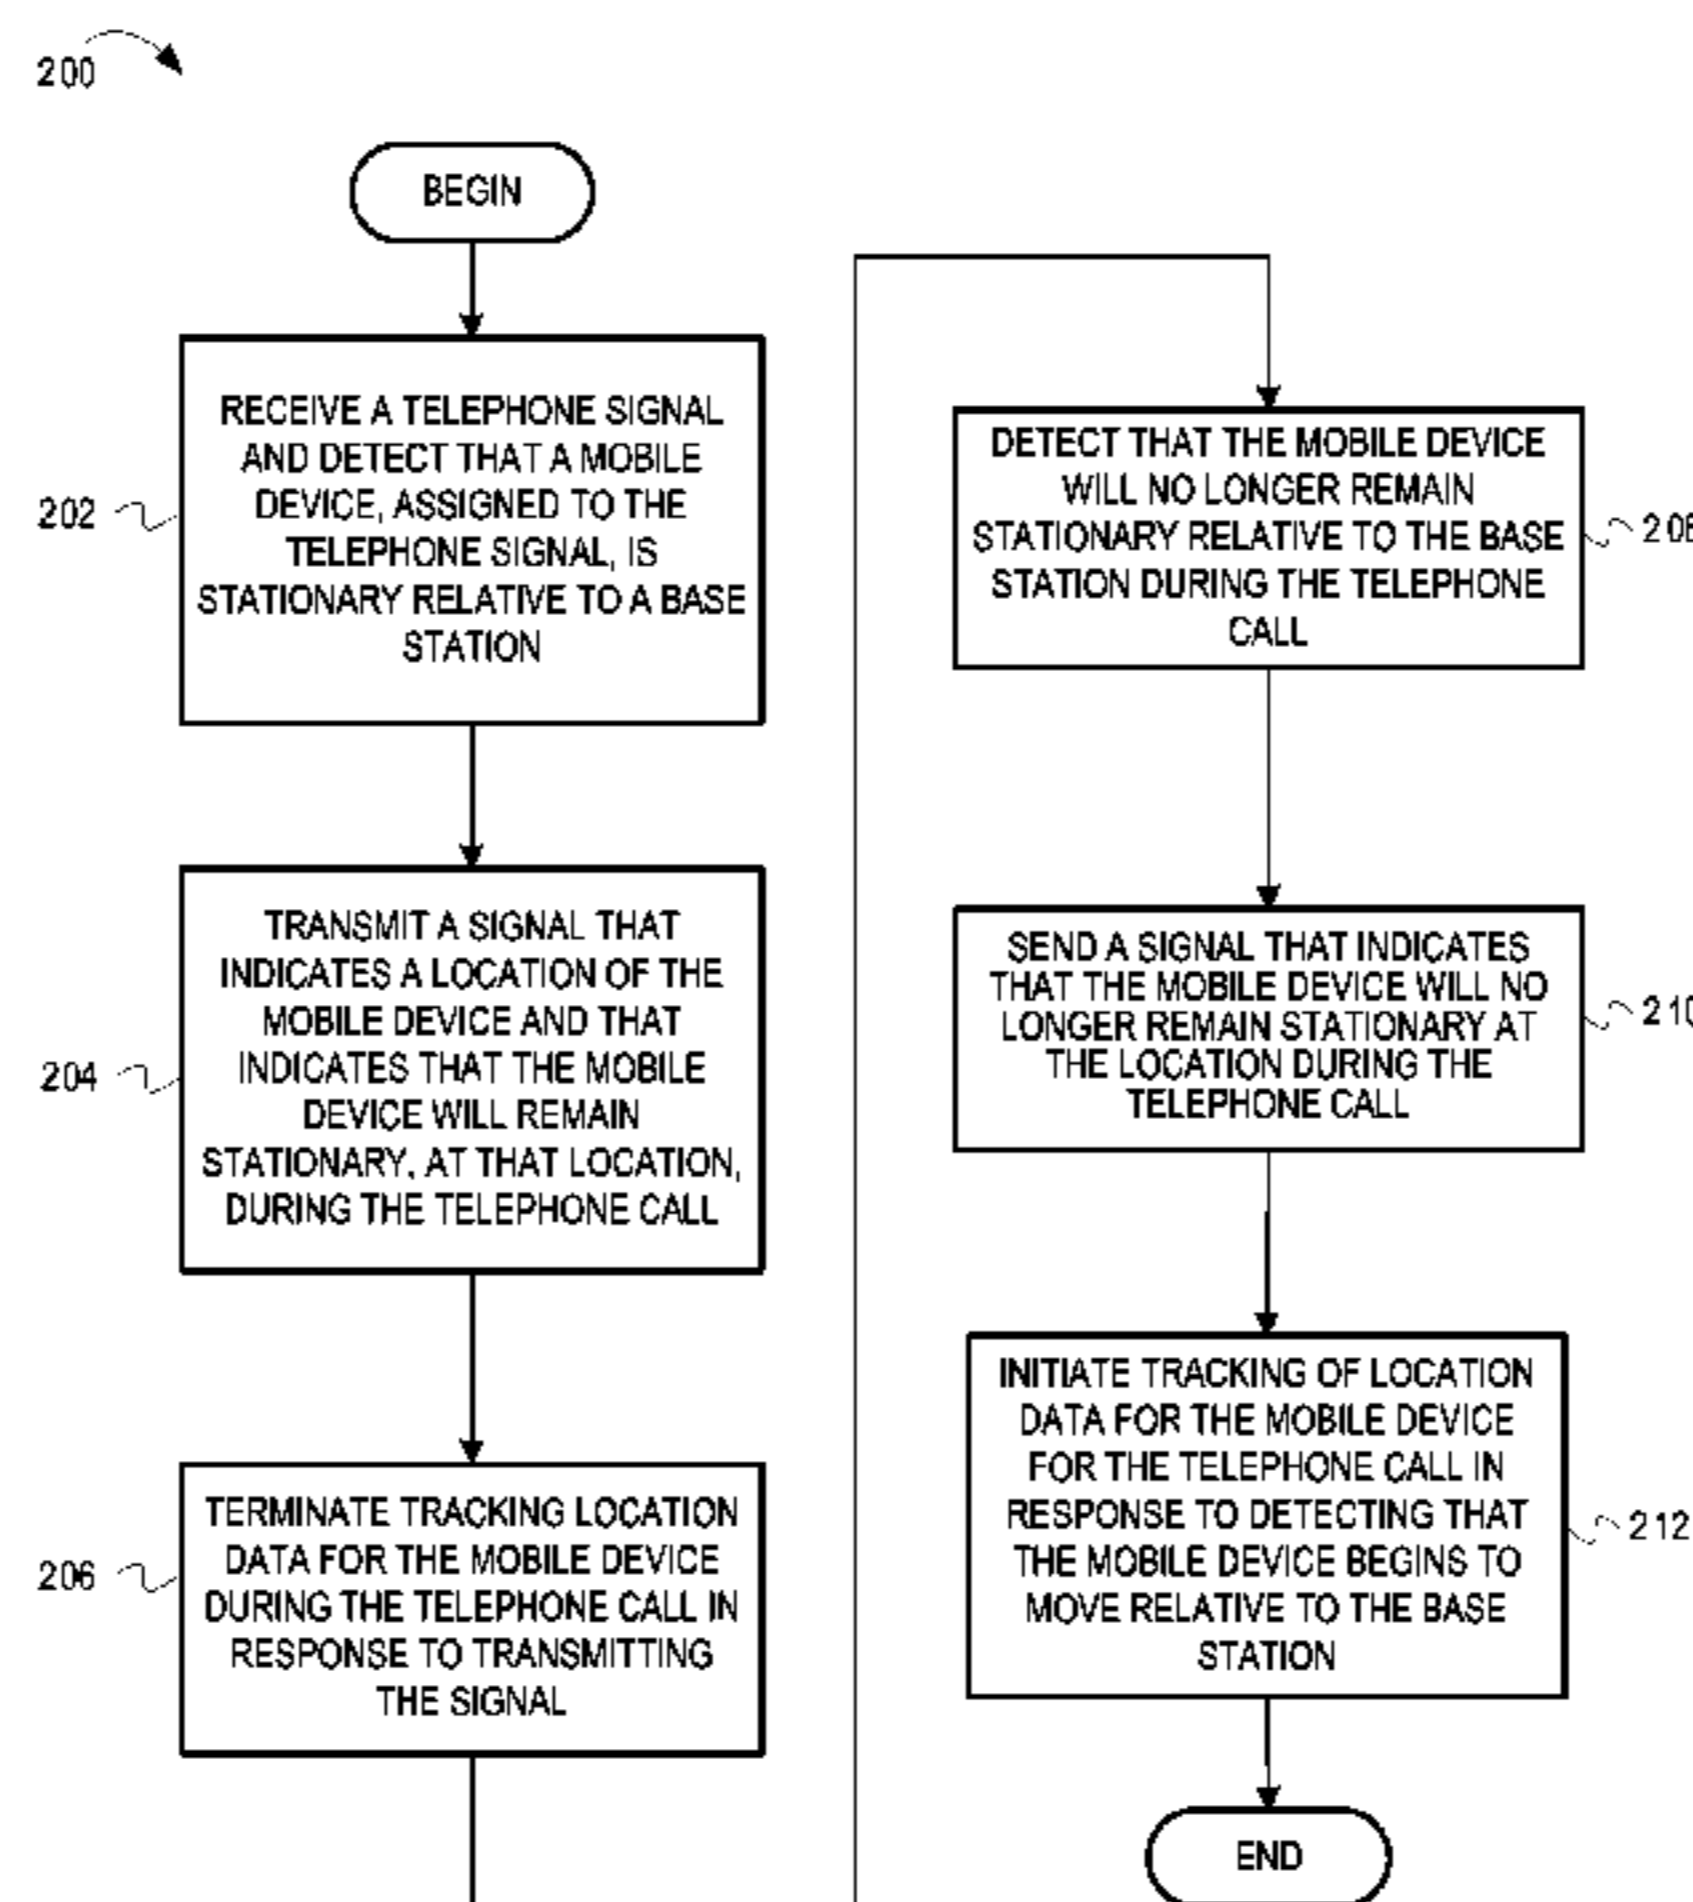 200
BEGIN
RECEIVE A TELEPHONE SIGNAL
AND DETECT THAT A MOBILE
DEVICE, ASSIGNED TO THE
TELEPHONE SIGNAL, IS
STATIONARY RELATIVE TO A BASE
STATION
202
TRANSMIT A SIGNAL THAT
INDICATES A LOCATION OF THE
MOBILE DEVICE AND THAT
INDICATES THAT THE MOBILE
DEVICE WILL REMAIN
STATIONARY, AT THAT LOCATION,
DURING THE TELEPHONE CALL
204
TERMINATE TRACKING LOCATION
DATA FOR THE MOBILE DEVICE
DURING THE TELEPHONE CALL IN
RESPONSE TO TRANSMITTING
THE SIGNAL
206
DETECT THAT THE MOBILE DEVICE
WILL NO LONGER REMAIN
STATIONARY RELATIVE TO THE BASE
STATION DURING THE TELEPHONE
CALL
SEND A SIGNAL THAT INDICATES
THAT THE MOBILE DEVICE WILL NO
LONGER REMAIN STATIONARY AT
THE LOCATION DURING THE
TELEPHONE CALL
210
INITIATE TRACKING OF LOCATION
DATA FOR THE MOBILE DEVICE
FOR THE TELEPHONE CALL IN
RESPONSE TO DETECTING THAT
THE MOBILE DEVICE BEGINS TO
MOVE RELATIVE TO THE BASE
STATION
212
END